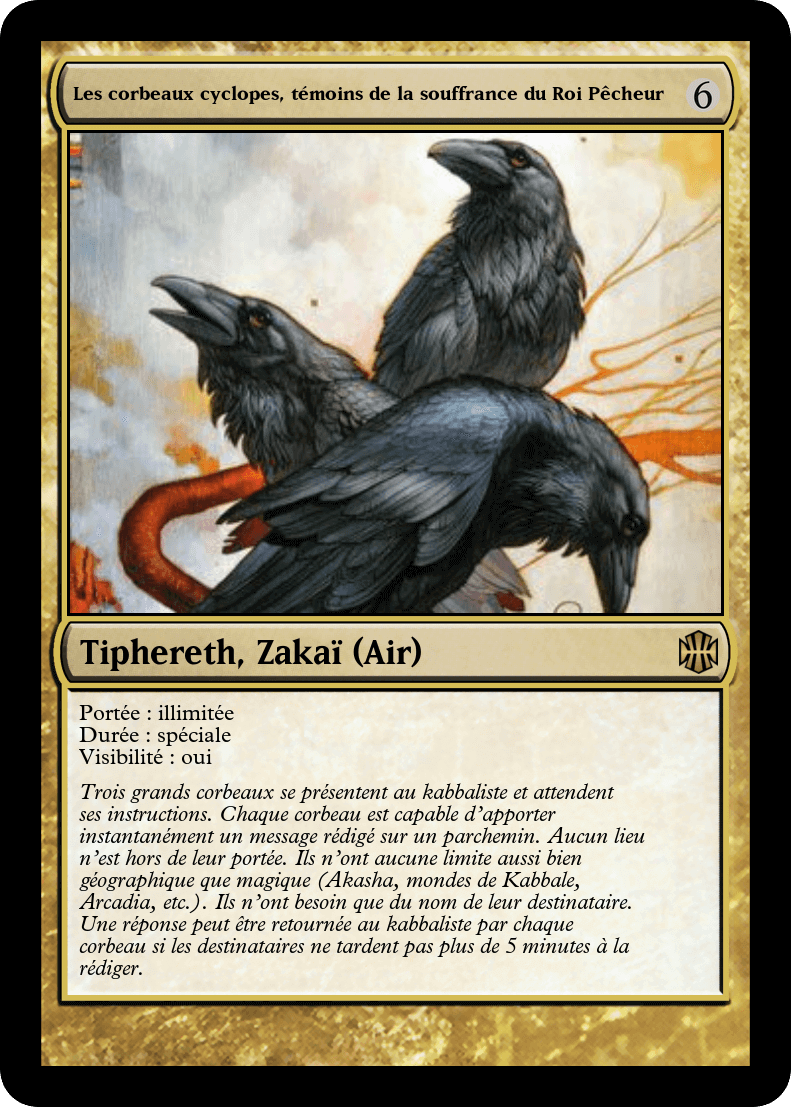 Les corbeaux cyclopes, témoins de la souffrance du Roi Pêcheur 6
Tiphereth, Zakaï (Air)
Portée : illimitée
Durée : spéciale
Visibilité : oui
Trois grands corbeaux se présentent au kabbaliste et attendent
ses instructions. Chaque corbeau est capable d'apporter
instantanément un message rédigé sur un parchemin. Aucun lieu
n'est hors de leur portée. Ils n'ont aucune limite aussi bien
géographique que magique (Akasha, mondes de Kabbale,
Arcadia, etc.). Ils n'ont besoin que du nom de leur destinataire.
Une réponse peut être retournée au kabbaliste par chaque
corbeau si les destinataires ne tardent pas plus de 5 minutes à la
rédiger.